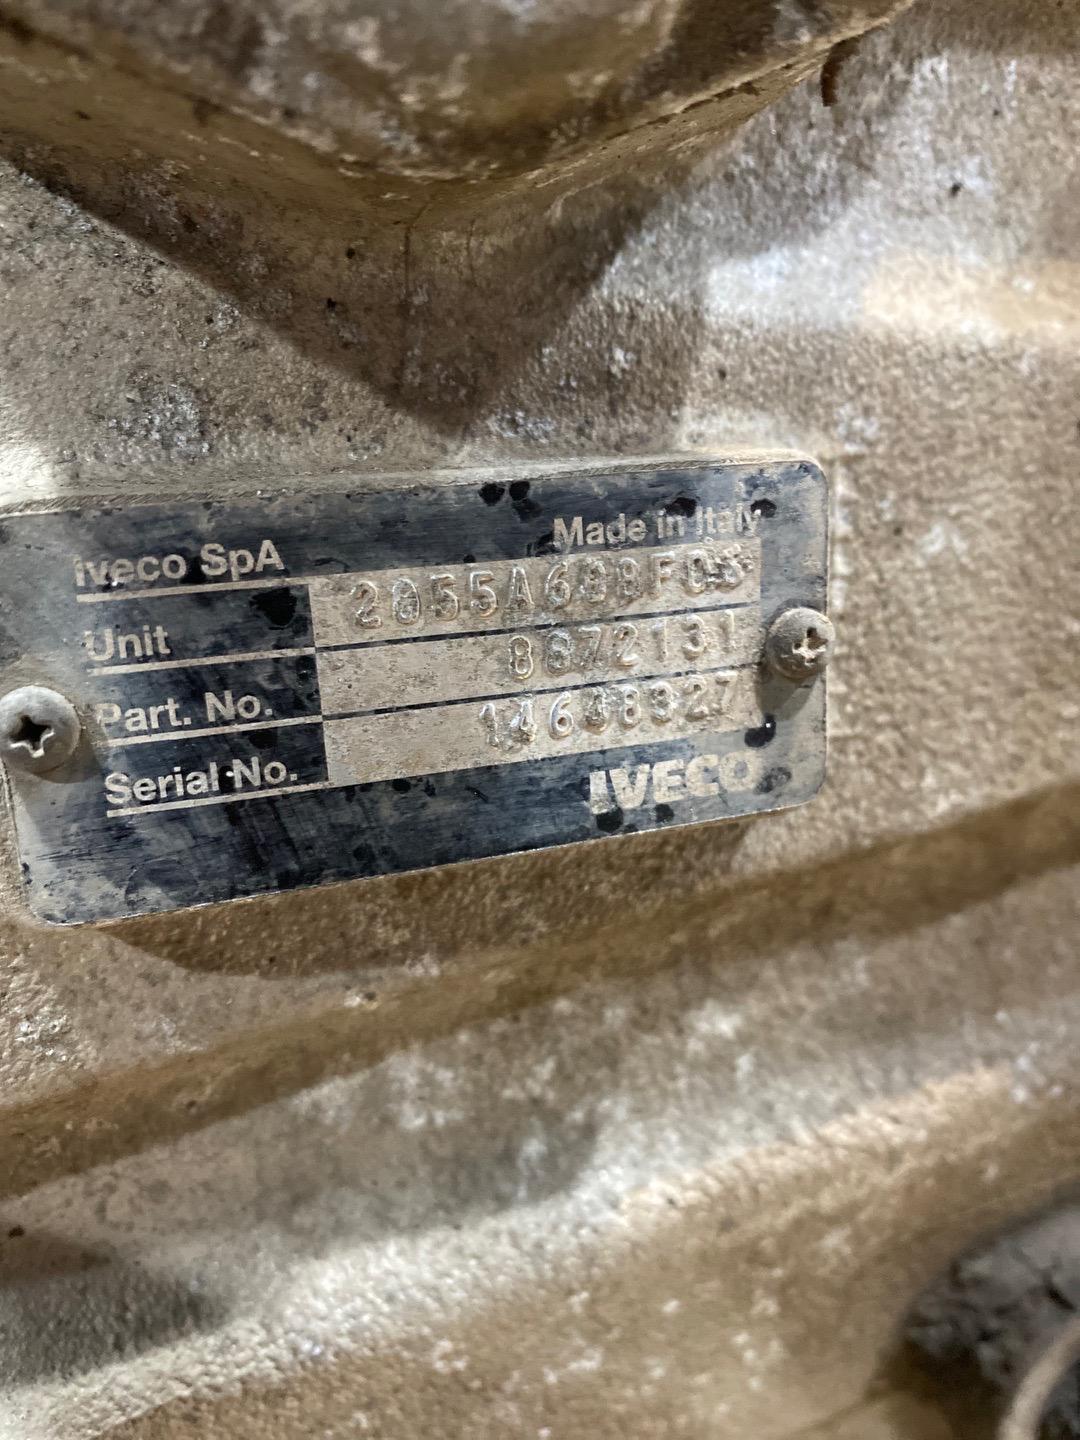 Iveco SpA
Made in Italy
Unit
Part. No. 8872131
Serial No.
IVECO